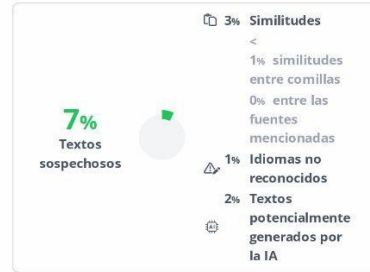 7%
Textos
sospechosos
3% Similitudes
<
1% similitudes
entre comillas
0% entre las
fuentes
mencionadas
1% Idiomas no
reconocidos
2% Textos
potencialmente
generados por
la IA